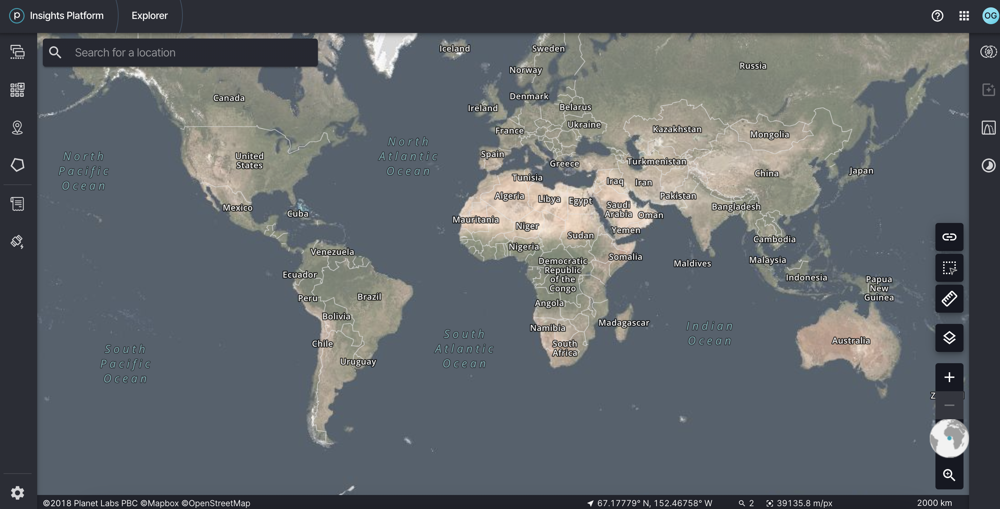 Insights Platform
Explorer
OG
Search for a location
Iceland
Sweden
Norway
Russia
Canada
Denmark
Ireland
Belarus
Ukraine
France
Kazakhstan
Mongolia
North
Pacific
Ocean
United
States
North
Atlantic
Ocean
Spain
Greece
Turkmenistan
China
Japan
Tunisia
Iraq
Iran
Algeria
Libya
Egypt
Pakistan
Saudi
Arabia
Oman
Bangladesh
Mexico
Cuba
Mauritania
Niger
Yemen
Sudan
Cambodia
Nigeria
Venezuela
Somalia
Maldives
Malaysia
Democratic
Republic
of the
Congo
Ecuador
Indonesia
Papua
New
Guinea
Peru
Brazil
Angola
Bolivia
Namibia
Madagascar
Indian
Ocean
South
Atlantic
Ocean
Chile
South
Africa
Australia
South
Pacific
Ocean
Uruguay
©2018 Planet Labs PBC ©Mapbox ©OpenStreetMap
67.17779° N, 152.46758° W
2
39135.8 m/px
2000 km